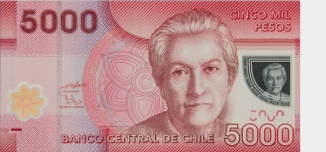 5000
CINCO MIL
PESOS
BANCO CENTRAL DE CHILE
5000